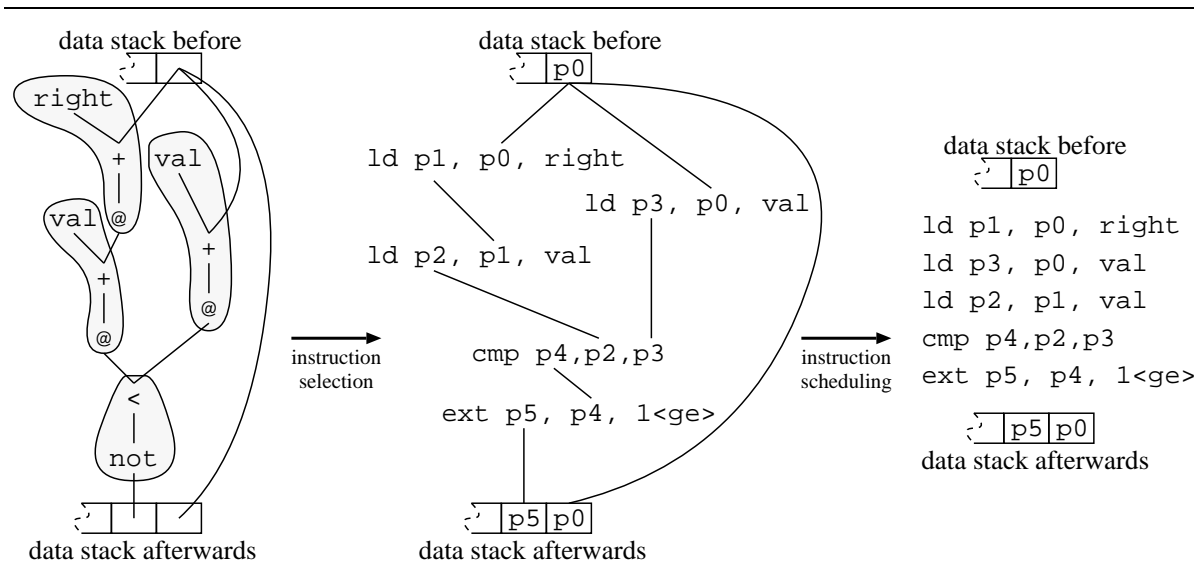 data stack before
right
+
@
val
+
@
val
+
@
<
not
data stack afterwards
instruction
selection
data stack before
p0
ld p1, p0, right
ld p3, p0, val
ld p2, p1, val
cmp p4,p2,p3
ext p5, p4, 1<ge>
p5 p0
data stack afterwards
instruction
scheduling
data stack before
p0
ld p1, p0, right
ld p3, p0, val
ld p2, p1, val
cmp p4,p2,p3
ext p5, p4, 1<ge>
p5 p0
data stack afterwards